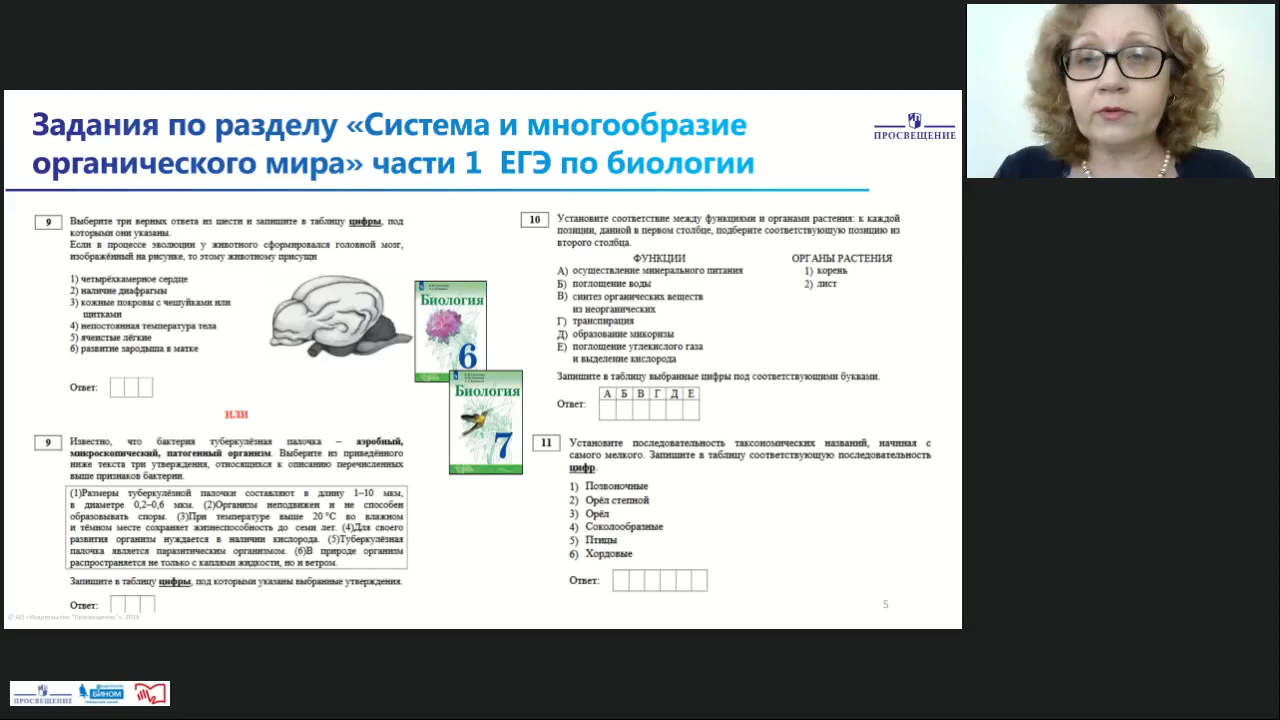 Задания по разделу «Система и многообразие
органического мира» части 1 ЕГЭ по биологии
ПРОСВЕЩЕНИЕ
9
Выберите три верных ответа из шести и запишите в таблицу цифры, под
которыми они указаны.
Если в процессе эволюции у животного сформировался головной мозг,
изображённый на рисунке, то этому животному присущи
1) четырёхкамерное сердце
2) наличие диафрагмы
3) кожные покровы с чешуйками или
щитками
4) непостоянная температура тела
5) ячеистые лёгкие
6) развитие зародыша в матке
Ответ:
ИЛИ
9
Известно, что бактерия туберкулёзная палочка – аэробный,
микроскопический, патогенный организм. Выберите из приведённого
ниже текста три утверждения, относящихся к описанию перечисленных
выше признаков бактерии.
(1)Размеры туберкулёзной палочки составляют в длину 1–10 мкм,
в диаметре 0,2–0,6 мкм. (2)Организм неподвижен и не способен
образовывать споры. (3)При температуре выше 20 °С во влажном
и тёмном месте сохраняет жизнеспособность до семи лет. (4)Для своего
развития организм нуждается в наличии кислорода. (5)Туберкулёзная
палочка является паразитическим организмом. (6)В природе организм
распространяется не только с каплями жидкости, но и ветром.
Запишите в таблицу цифры, под которыми указаны выбранные утверждения.
Ответ:
© АО «Издательство "Просвещение"», 2019
Биология
6
Биология
7
10
Установите соответствие между функциями и органами растения: к каждой
позиции, данной в первом столбце, подберите соответствующую позицию из
второго столбца.
ФУНКЦИИ ОРГАНЫ РАСТЕНИЯ
А) осуществление минерального питания 1) корень
Б) поглощение воды 2) лист
В) синтез органических веществ
из неорганических
Г) транспирация
Д) образование микоризы
Е) поглощение углекислого газа
и выделение кислорода
Запишите в таблицу выбранные цифры под соответствующими буквами.
А Б В Г Д Е
Ответ:
11
Установите последовательность таксономических названий, начиная с
самого мелкого. Запишите в таблицу соответствующую последовательность
цифр.
1) Позвоночные
2) Орёл степной
3) Орёл
4) Соколообразные
5) Птицы
6) Хордовые
Ответ:
5
ПРОСВЕЩЕНИЕ
БИНОМ